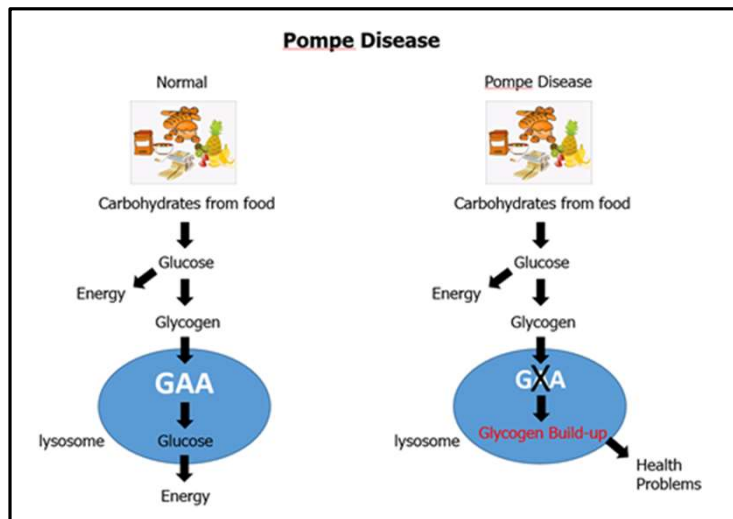 Pompe Disease
Normal
Carbohydrates from food
Glucose
Energy
Glycogen
GAA
lysosome
Glucose
Energy
Pompe Disease
Carbohydrates from food
Glucose
Energy
Glycogen
GAA
lysosome
Glycogen Build-up
Health
Problems